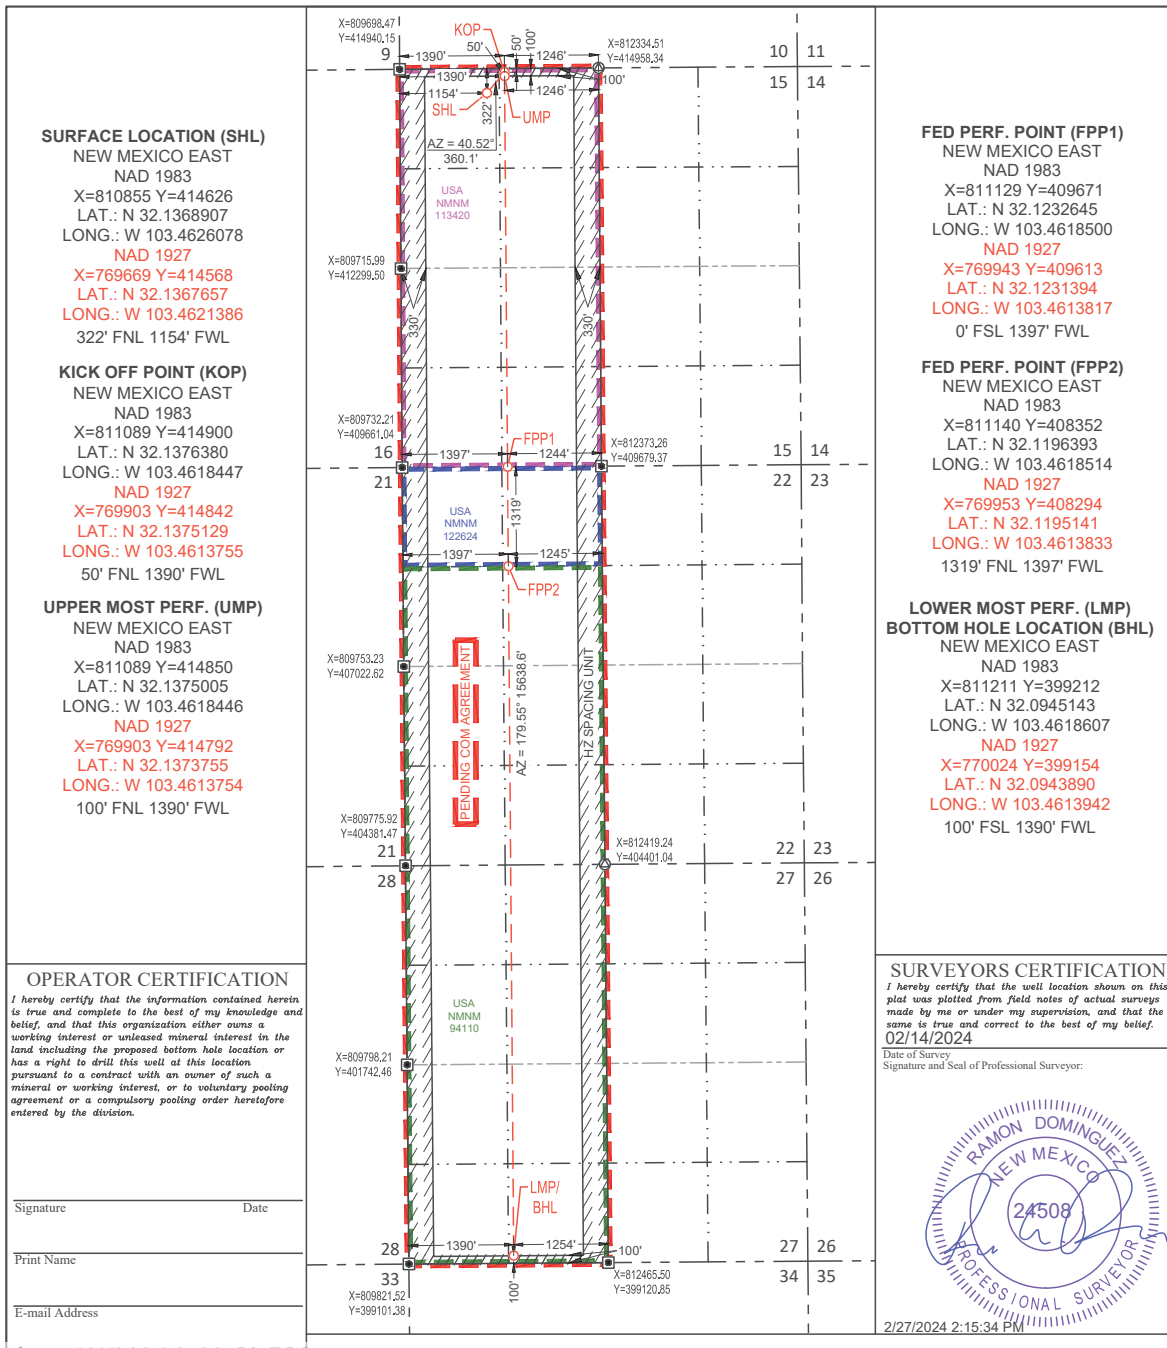 SURFACE LOCATION (SHL)
NEW MEXICO EAST
NAD 1983
X=810855 Y=414626
LAT.: N 32.1368907
LONG.: W 103.4626078
NAD 1927
X=769669 Y=414568
LAT.: N 32.1367657
LONG.: W 103.4621386
322' FNL 1154' FWL
KICK OFF POINT (KOP)
NEW MEXICO EAST
NAD 1983
X=811089 Y=414900
LAT.: N 32.1376380
LONG.: W 103.4618447
NAD 1927
X=769903 Y=414842
LAT.: N 32.1375129
LONG.: W 103.4613755
50' FNL 1390' FWL
UPPER MOST PERF. (UMP)
NEW MEXICO EAST
NAD 1983
X=811089 Y=414850
LAT.: N 32.1375005
LONG.: W 103.4618446
NAD 1927
X=769903 Y=414792
LAT.: N 32.1373755
LONG.: W 103.4613754
100' FNL 1390' FWL
OPERATOR CERTIFICATION
I hereby certify that the information contained herein
is true and complete to the best of my knowledge and
belief, and that this organization either owns a
working interest or unleased mineral interest in the
land including the proposed bottom hole location or
has a right to drill this well at this location
pursuant to a contract with an owner of such a
mineral or working interest, or to voluntary pooling
agreement or a compulsory pooling order heretofore
entered by the division.
Signature Date
Print Name
E-mail Address
X=809698.47
Y=414940.15
KOP
X=812334.51
Y=414958.34
9
1390'
50'
50'
100'
1246'
10 11
15 14
1390'
100'
1154'
1246'
SHL
322'
UMP
AZ = 40.52°
360.1'
USA
NMNM
113420
X=809715.99
Y=412299.50
330'
330'
X=809732.21
Y=409661.04
FPP1
X=812373.26
Y=409679.37
16
1397'
1244'
15 14
21
22 23
USA
NMNM
122624
1319'
1397'
1245'
FPP2
PENDING COM AGREEMENT
AZ = 179.55° 15638.6'
HZ SPACING UNIT
X=809753.23
Y=407022.62
X=809775.92
Y=404381.47
X=812419.24
Y=404401.04
21
22 23
28
27 26
USA
NMNM
94110
X=809798.21
Y=401742.46
LMP/
BHL
28
1390'
1254'
100'
27 26
33
100'
34 35
X=809821.52
Y=399101.38
X=812465.50
Y=399120.85
FED PERF. POINT (FPP1)
NEW MEXICO EAST
NAD 1983
X=811129 Y=409671
LAT.: N 32.1232645
LONG.: W 103.4618500
NAD 1927
X=769943 Y=409613
LAT.: N 32.1231394
LONG.: W 103.4613817
0' FSL 1397' FWL
FED PERF. POINT (FPP2)
NEW MEXICO EAST
NAD 1983
X=811140 Y=408352
LAT.: N 32.1196393
LONG.: W 103.4618514
NAD 1927
X=769953 Y=408294
LAT.: N 32.1195141
LONG.: W 103.4613833
1319' FNL 1397' FWL
LOWER MOST PERF. (LMP)
BOTTOM HOLE LOCATION (BHL)
NEW MEXICO EAST
NAD 1983
X=811211 Y=399212
LAT.: N 32.0945143
LONG.: W 103.4618607
NAD 1927
X=770024 Y=399154
LAT.: N 32.0943890
LONG.: W 103.4613942
100' FSL 1390' FWL
SURVEYORS CERTIFICATION
I hereby certify that the well location shown on this
plat was plotted from field notes of actual surveys
made by me or under my supervision, and that the
same is true and correct to the best of my belief.
02/14/2024
Date of Survey
Signature and Seal of Professional Surveyor:
RAMON DOMINGUEZ
NEW MEXICO
24508
PROFESSIONAL SURVEYOR
2/27/2024 2:15:34 PM